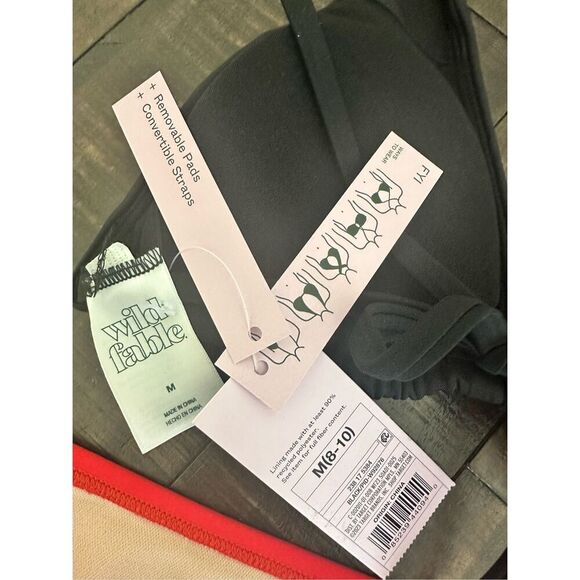 + Removable Pads
+ Convertible Straps
FYI
WAYS
TO WEAR
wild
fable
M
MADE IN CHINA
HECHO EN CHINA
Lining made with at least 90%
recycled polyester.
See item for full fiber content.
M(8-10)
ORIGIN: CHINA